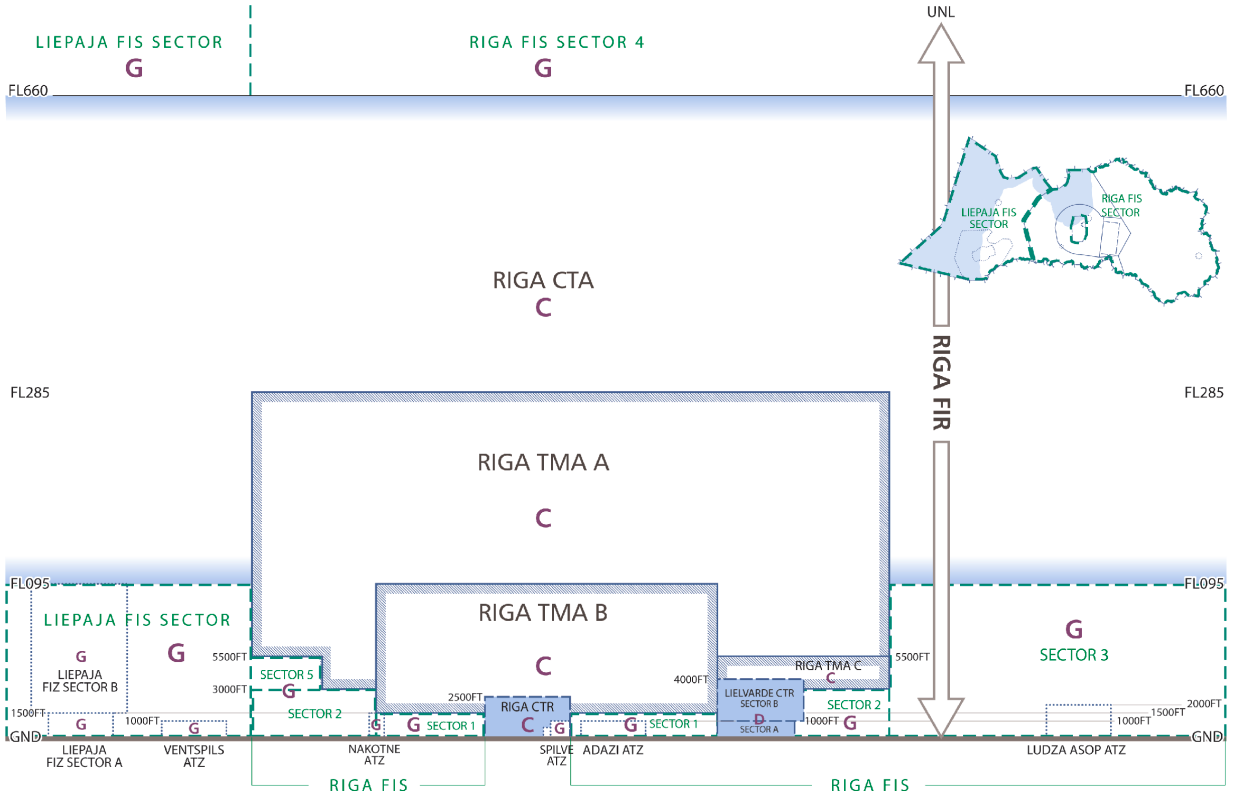 UNL
LIEPAJA FIS SECTOR
RIGA FIS SECTOR 4
G
G
FL660
FL660
LIEPAJA FIS
SECTOR
RIGA FIS
SECTOR
RIGA CTA
C
RIGA FIR
FL285
FL285
RIGA TMA A
C
FL095
FL095
LIEPAJA FIS SECTOR
G
RIGA TMA B
C
G
SECTOR 3
G
LIEPAJA
FIZ SECTOR B
5500FT
5500FT
RIGA TMA C
C
SECTOR 5
G
3000FT
4000FT
2500FT
LIELVARDE CTR
SECTOR B
D
SECTOR A
SECTOR 2
SECTOR 2
G
RIGA CTR
C
1500FT
G
1000FT
G
G
G
SECTOR 1
G
G
SECTOR 1
1000FT
2000FT
1500FT
1000FT
GND
GND
LIEPAJA
FIZ SECTOR A
VENTSPILS
ATZ
NAKOTNE
ATZ
SPILVE
ATZ
ADAZI ATZ
LUDZA ASOP ATZ
RIGA FIS
RIGA FIS